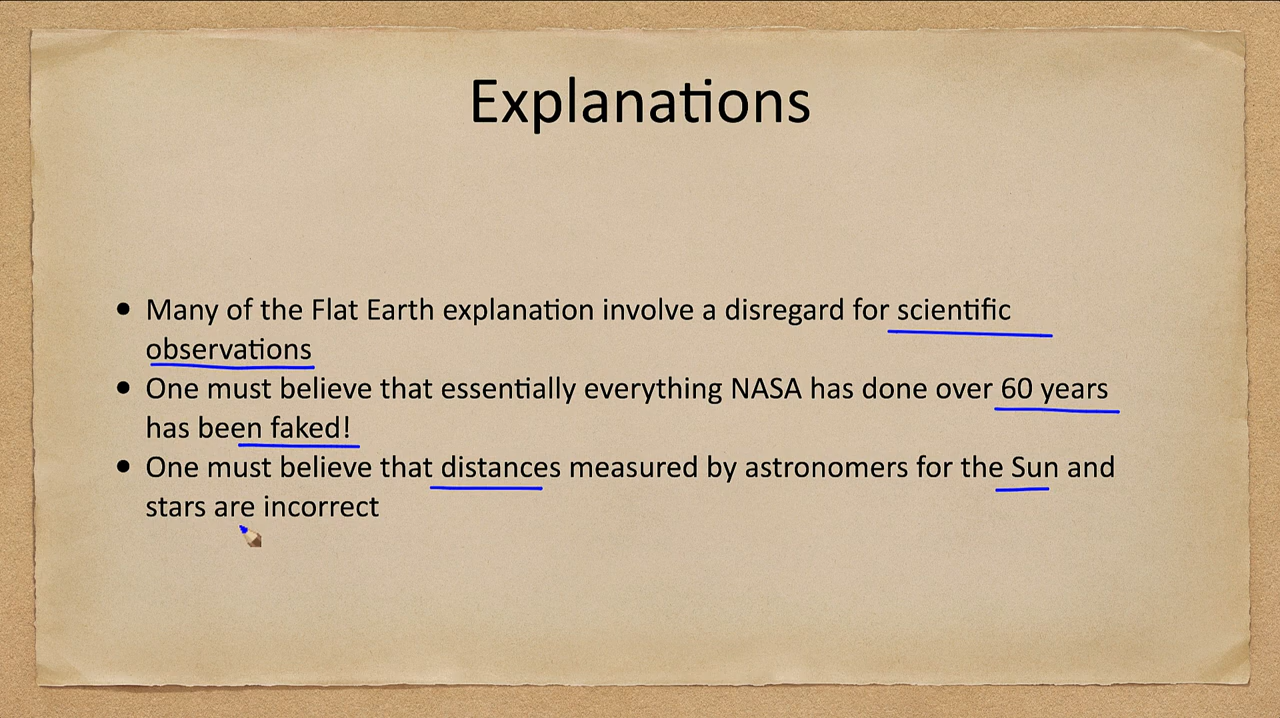 Explanations
• Many of the Flat Earth explanation involve a disregard for scientific
observations
• One must believe that essentially everything NASA has done over 60 years
has been faked!
• One must believe that distances measured by astronomers for the Sun and
stars are incorrect